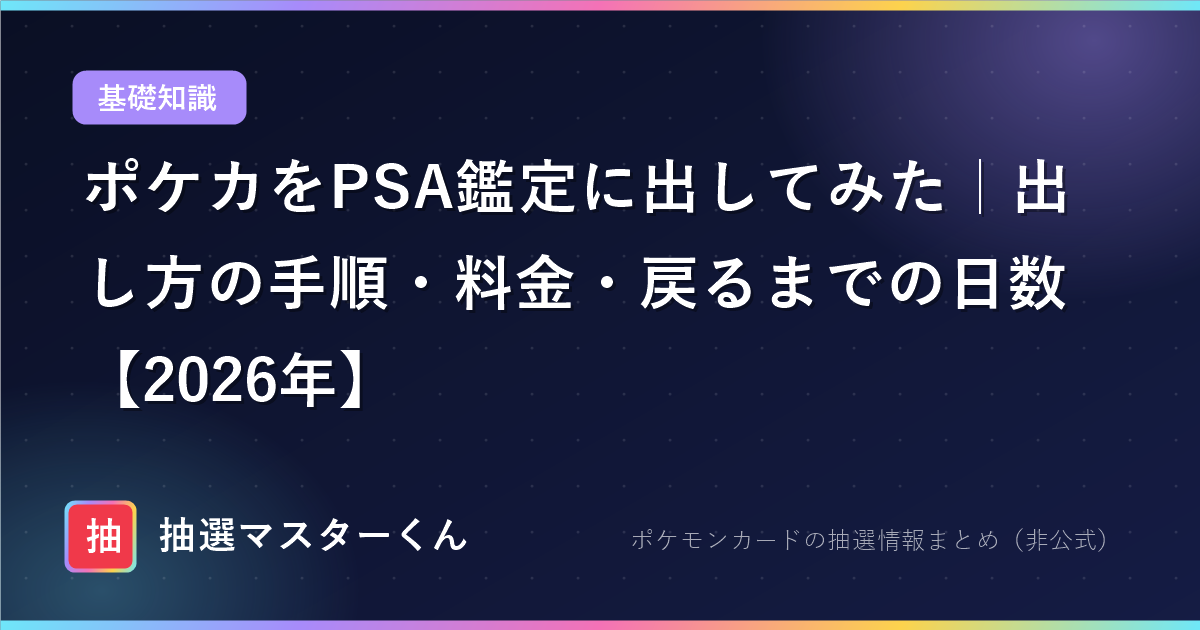 基礎知識
ポケカをPSA鑑定に出してみた｜出
し方の手順・料金・戻るまでの日数
【2026年】
抽 抽選マスターくん
ポケモンカードの抽選情報まとめ（非公式）